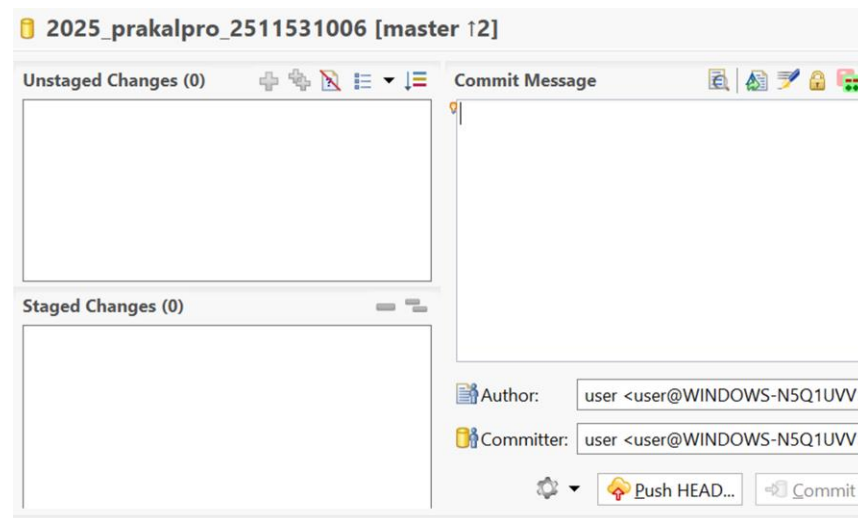 2025_prakalpro_2511531006 [master ↑2]
Unstaged Changes (0)
Commit Message
Staged Changes (0)
Author: user <user@WINDOWS-N5Q1UVV
Committer: user <user@WINDOWS-N5Q1UVV
Push HEAD... Commit